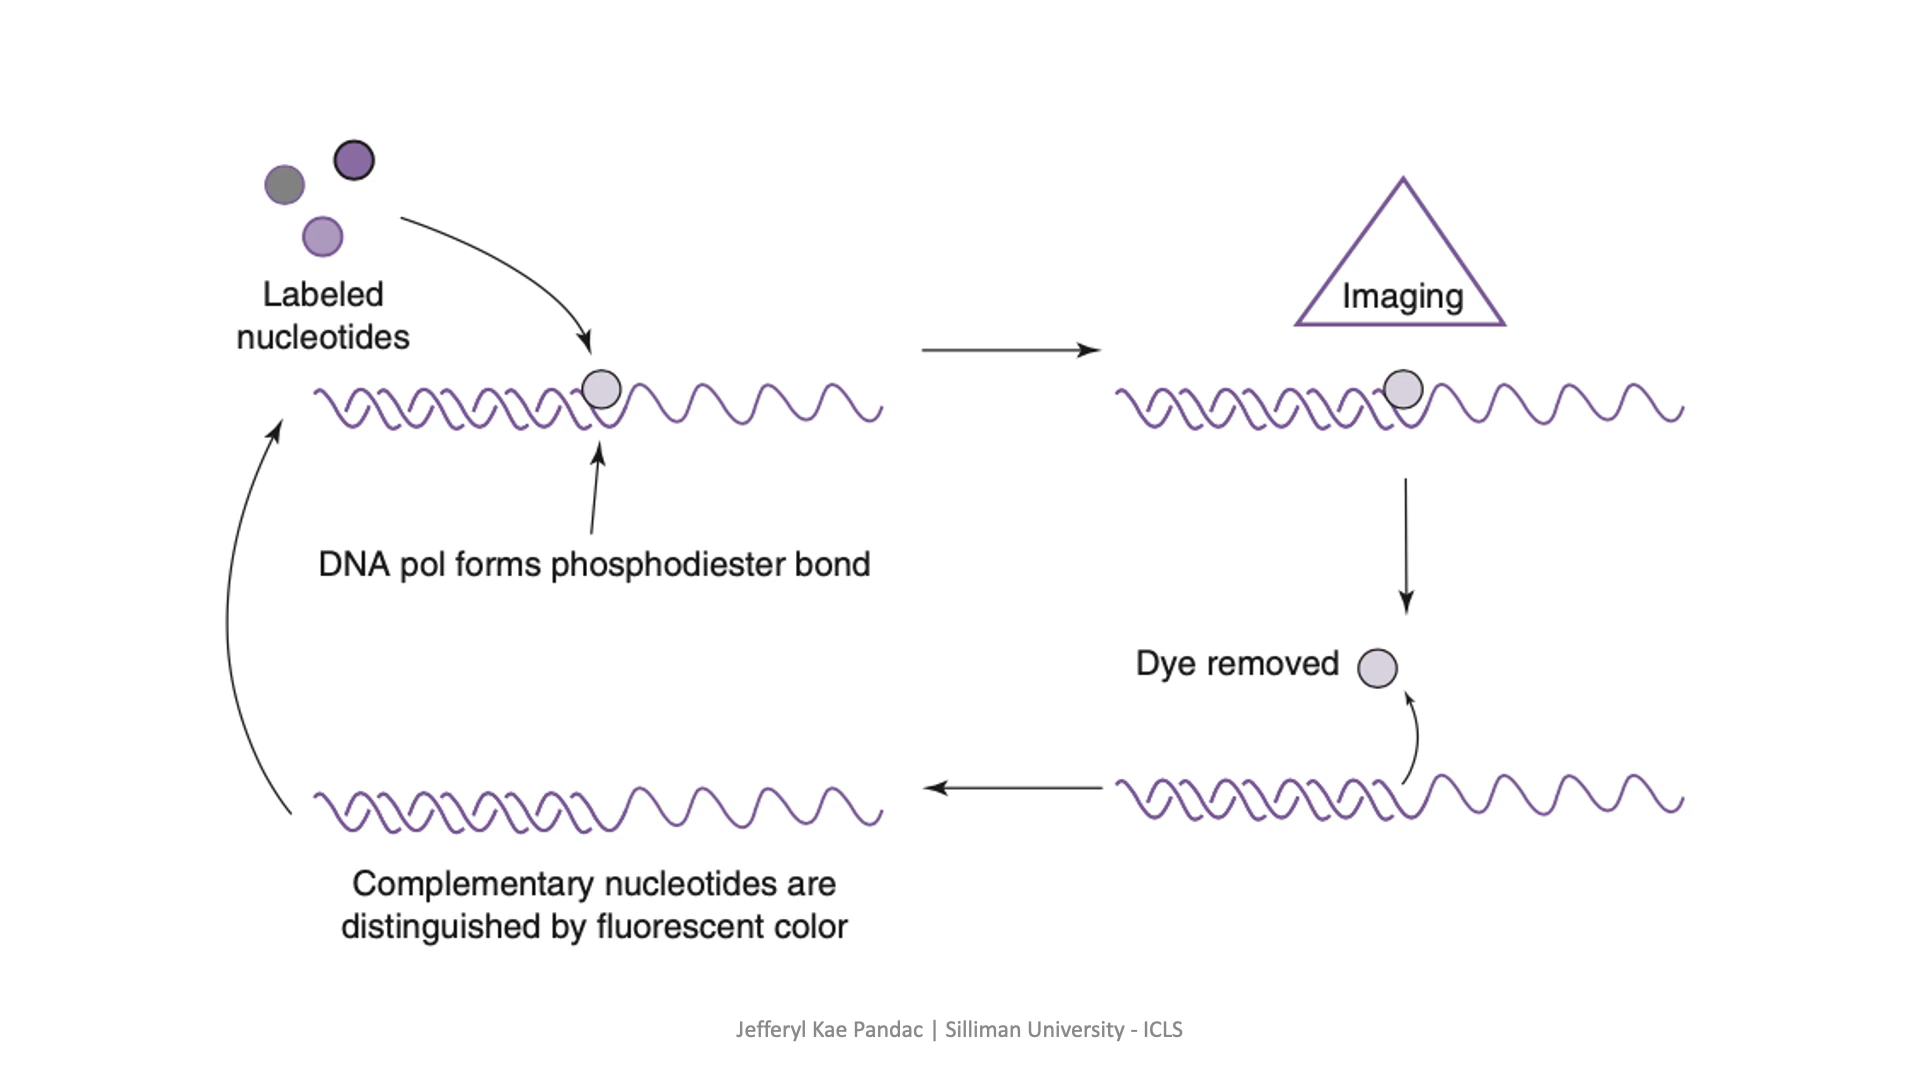 Labeled
nucleotides
DNA pol forms phosphodiester bond
Imaging
Dye removed
Complementary nucleotides are
distinguished by fluorescent color
Jefferyl Kae Pandac | Silliman University - ICLS